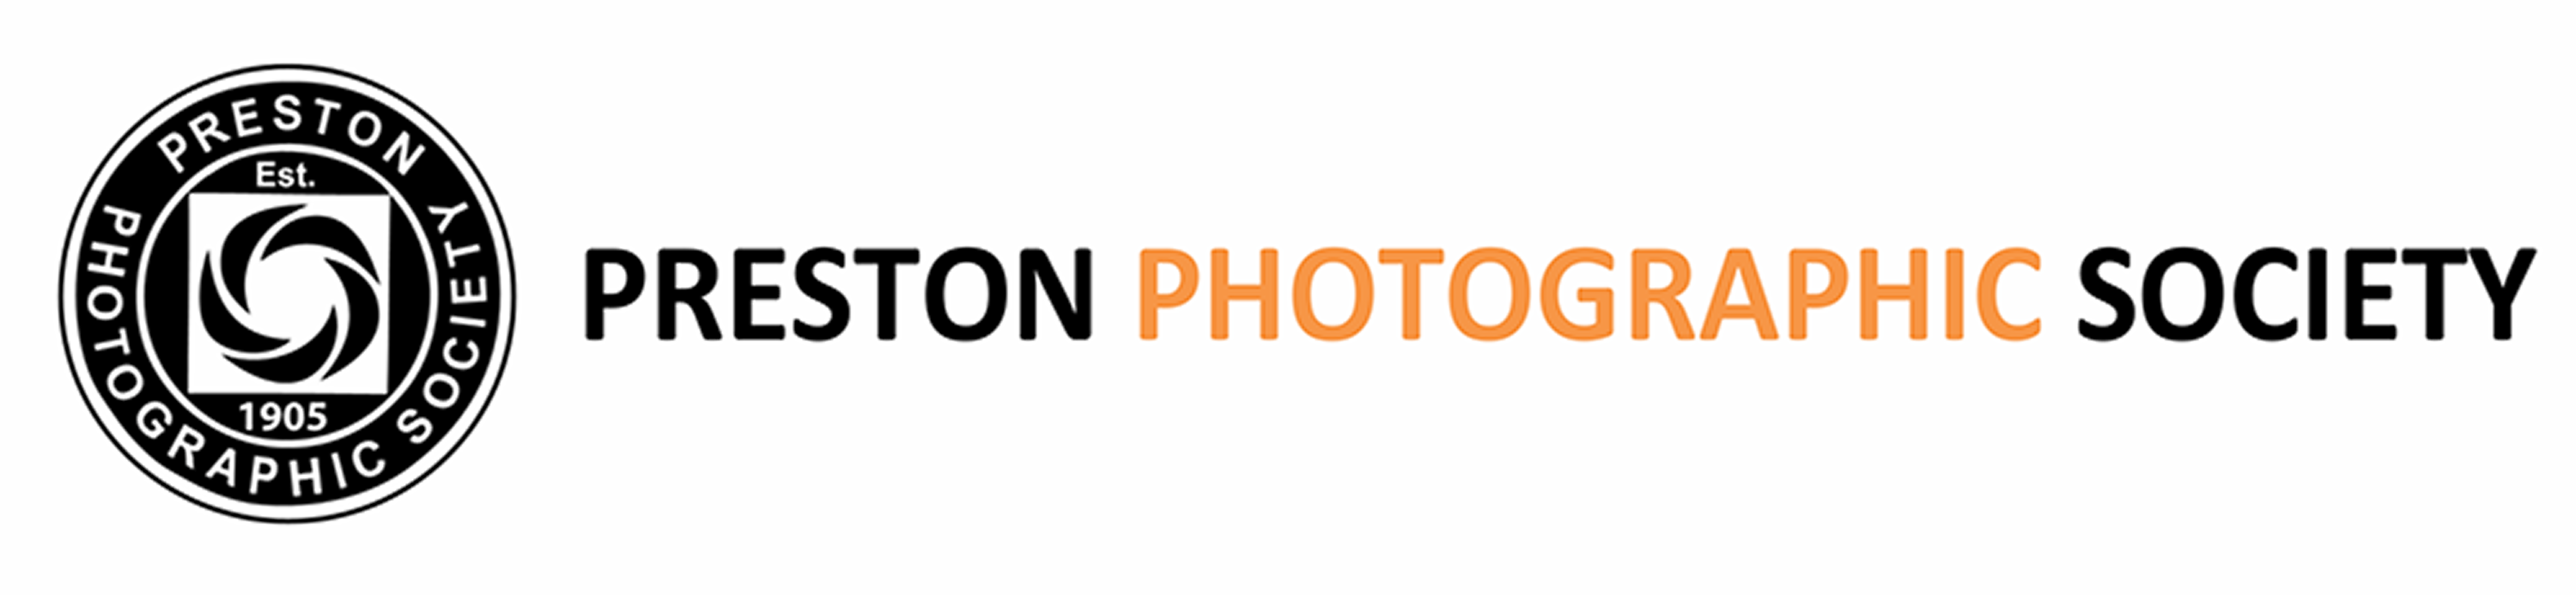 PRESTON
Est.
1905
PHOTOGRAPHIC SOCIETY
PRESTON PHOTOGRAPHIC SOCIETY